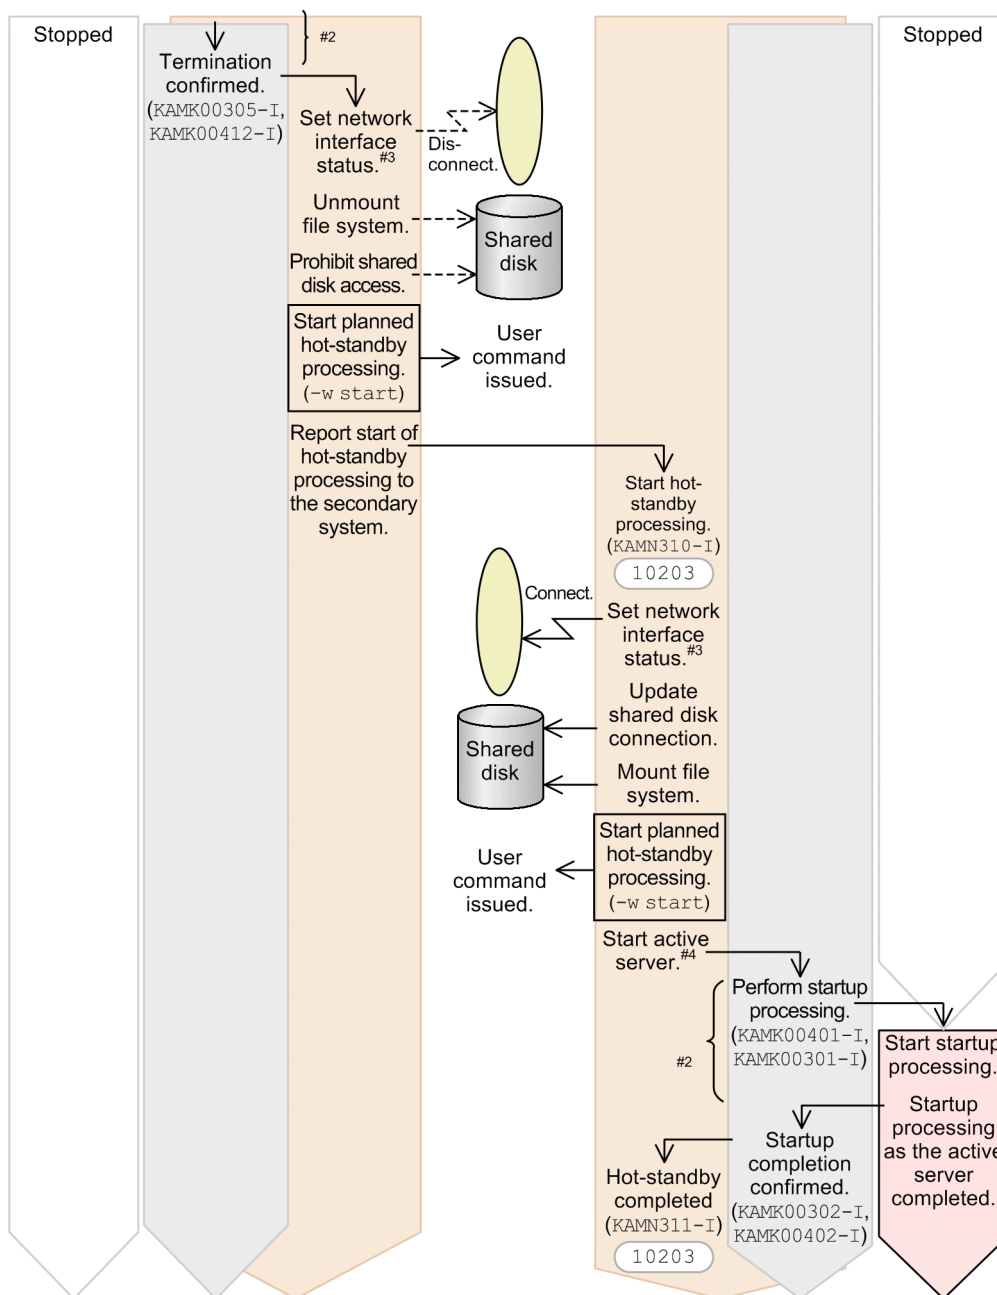 Stopped
#2
Stopped
Termination
confirmed.
(KAMK00305-I,
KAMK00412-I)
Set network
interface
status.#3
Dis-
connect.
Unmount
file system.
Prohibit shared
disk access.
Shared
disk
Start planned
hot-standby
processing.
(-w start)
User
command
issued.
Report start of
hot-standby
processing to
the secondary
system.
Start hot-
standby
processing.
(KAMN310-I)
10203
Connect.
Set network
interface
status.#3
Update
shared disk
connection.
Shared
disk
Mount file
system.
Start planned
hot-standby
processing.
(-w start)
User
command
issued.
Start active
server.#4
Perform startup
processing.
(KAMK00401-I,
KAMK00301-I)
#2
Start startup
processing.
Startup
processing
as the active
server
completed.
Startup
completion
confirmed.
(KAMK00302-I,
KAMK00402-I)
Hot-standby
completed
(KAMN311-I)
10203